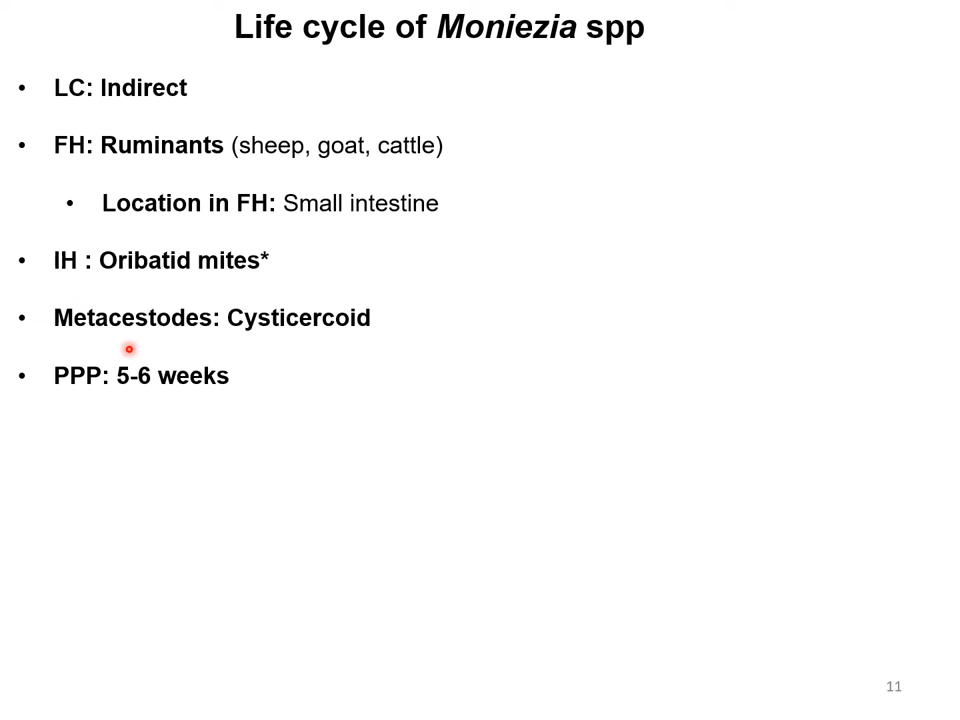 Life cycle of Moniezia spp
• LC: Indirect
• FH: Ruminants (sheep, goat, cattle)
• Location in FH: Small intestine
• IH : Oribatid mites*
• Metacestodes: Cysticercoid
• PPP: 5-6 weeks
11